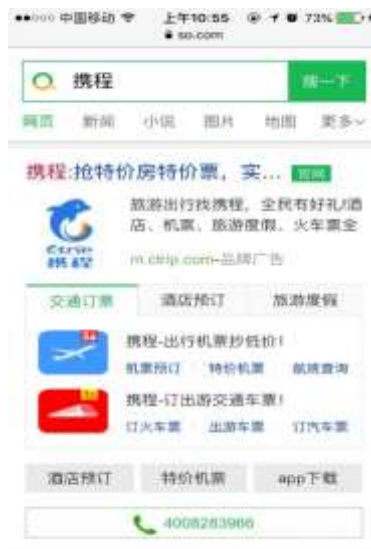 中国移动 上午10:55 73%
so.com
携程 搜一下
网页 新闻 小说 图片 地图 更多
携程:抢特价房特价票，实... 官网
旅游出行找携程，全民有好礼!酒
店、机票、旅游度假、火车票全
Ctrip
携程
m.ctrip.com-品牌广告
交通订票 酒店预订 旅游度假
携程-出行机票抄低价!
机票预订 特价机票 航班查询
携程-订出游交通车票!
订火车票 出游车票 订汽车票
酒店预订 特价机票 app下载
4008283966